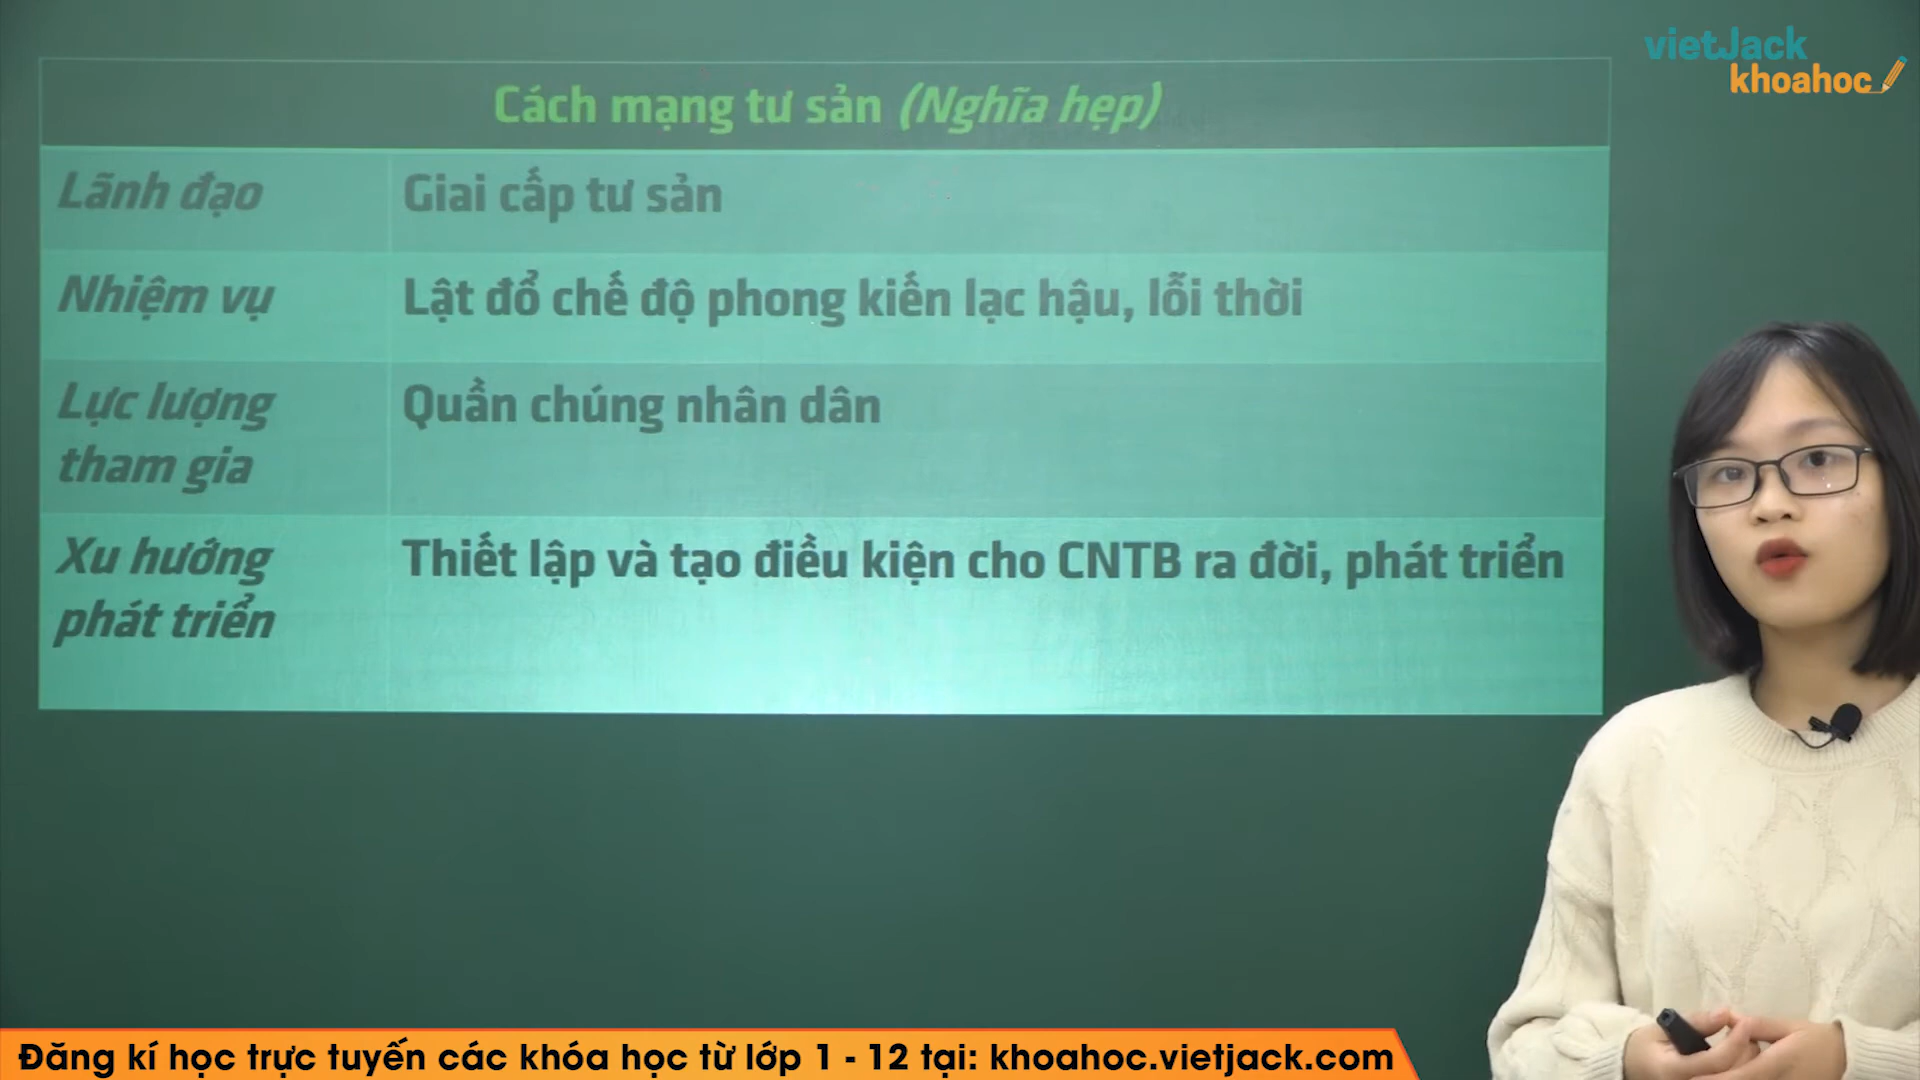 vietJack
khoahoc
Cách mạng tư sản (Nghĩa hẹp)
Lãnh đạo
Giai cấp tư sản
Nhiệm vụ
Lật đổ chế độ phong kiến lạc hậu, lỗi thời
Lực lượng
tham gia
Quần chúng nhân dân
Xu hướng
phát triển
Thiết lập và tạo điều kiện cho CNTB ra đời, phát triển
Đăng kí học trực tuyến các khóa học từ lớp 1 - 12 tại: khoahoc.vietjack.com